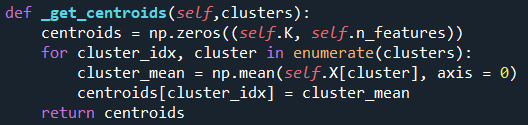 def _get_centroids(self,clusters):
    centroids = np.zeros((self.K, self.n_features))
    for cluster_idx, cluster in enumerate(clusters):
        cluster_mean = np.mean(self.X[cluster], axis = 0)
        centroids[cluster_idx] = cluster_mean
    return centroids